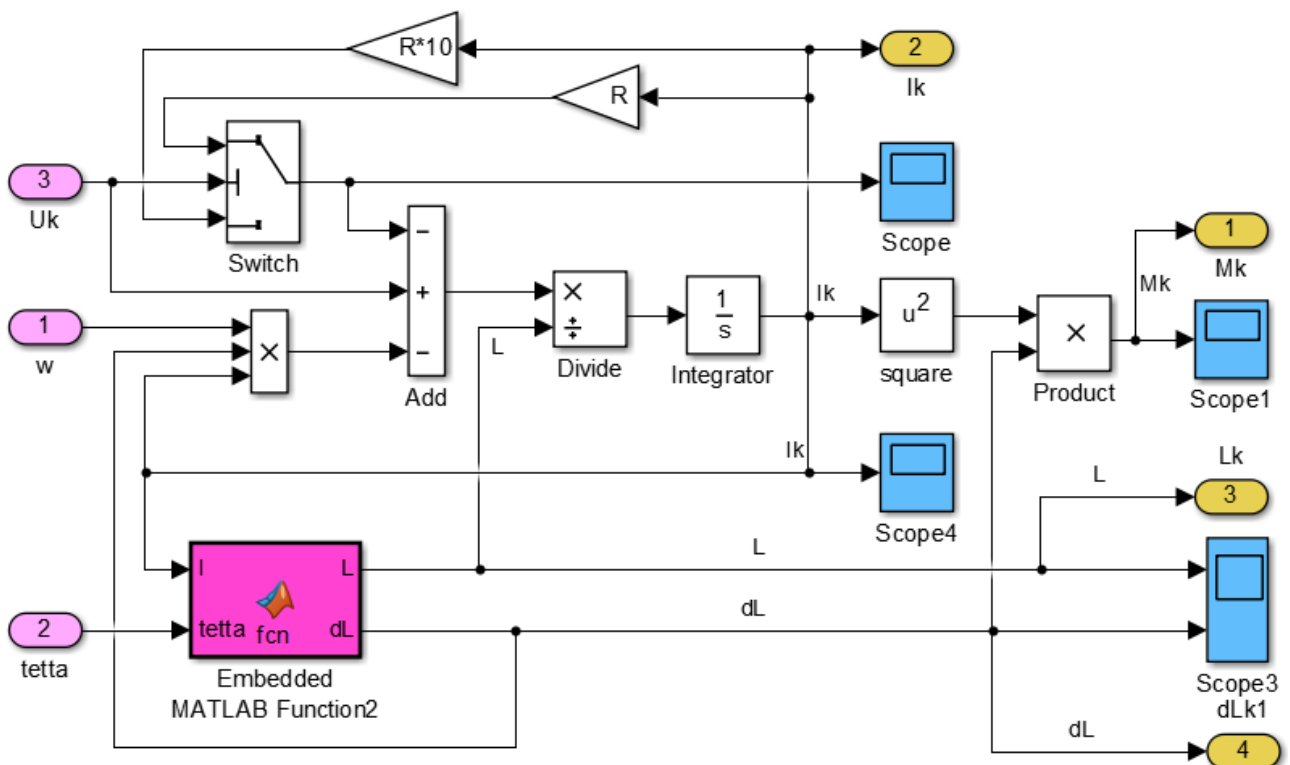 R*10
2
Ik
R
3
Uk
Switch
Scope
1
Mk
−
+
−
Add
×
÷
Divide
1
s
Integrator
Ik
u²
square
×
Product
Mk
Scope1
1
w
×
L
Ik
Scope4
Lk
3
L
I
L
tetta
fcn
dL
Embedded
MATLAB Function2
2
tetta
L
dL
Scope3
dLk1
dL
4